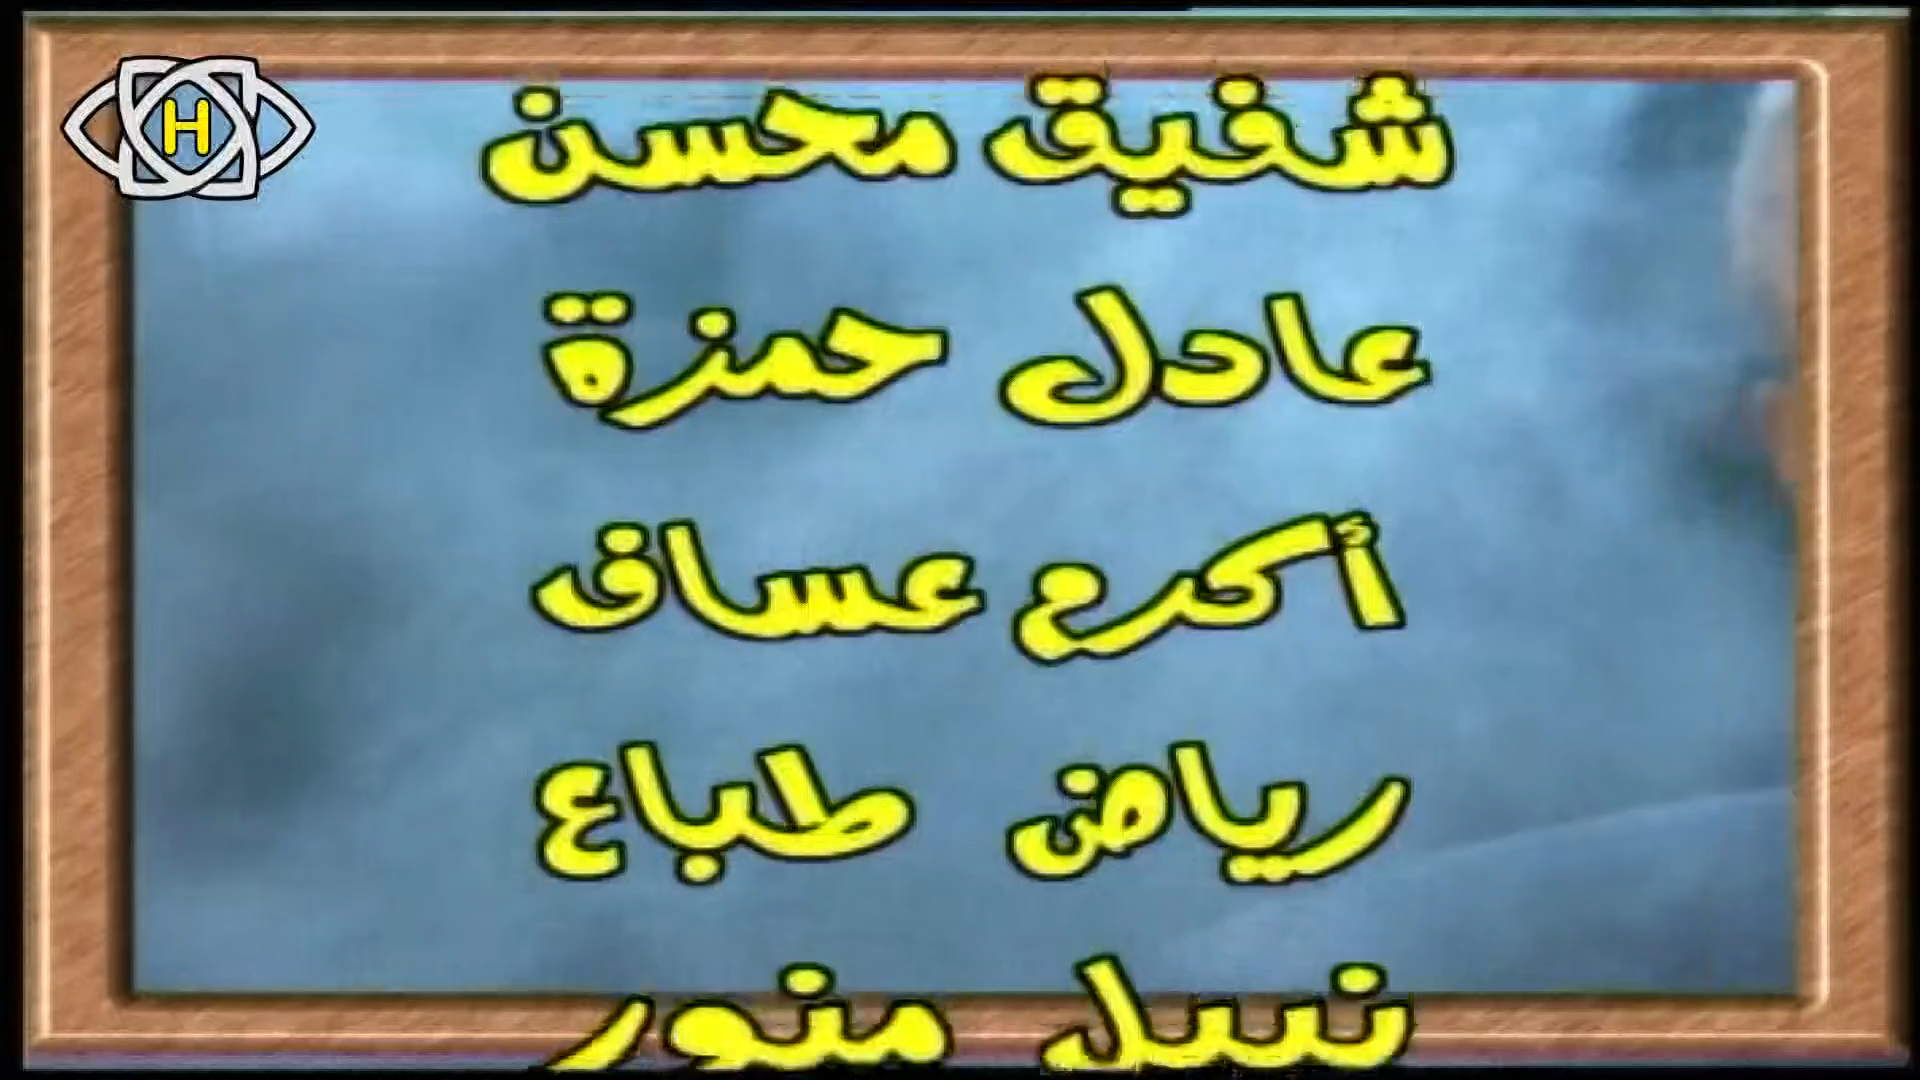 H
شفيق محسن
عادل حمزة
أكرم عساف
رياض طباع
نبيل منور